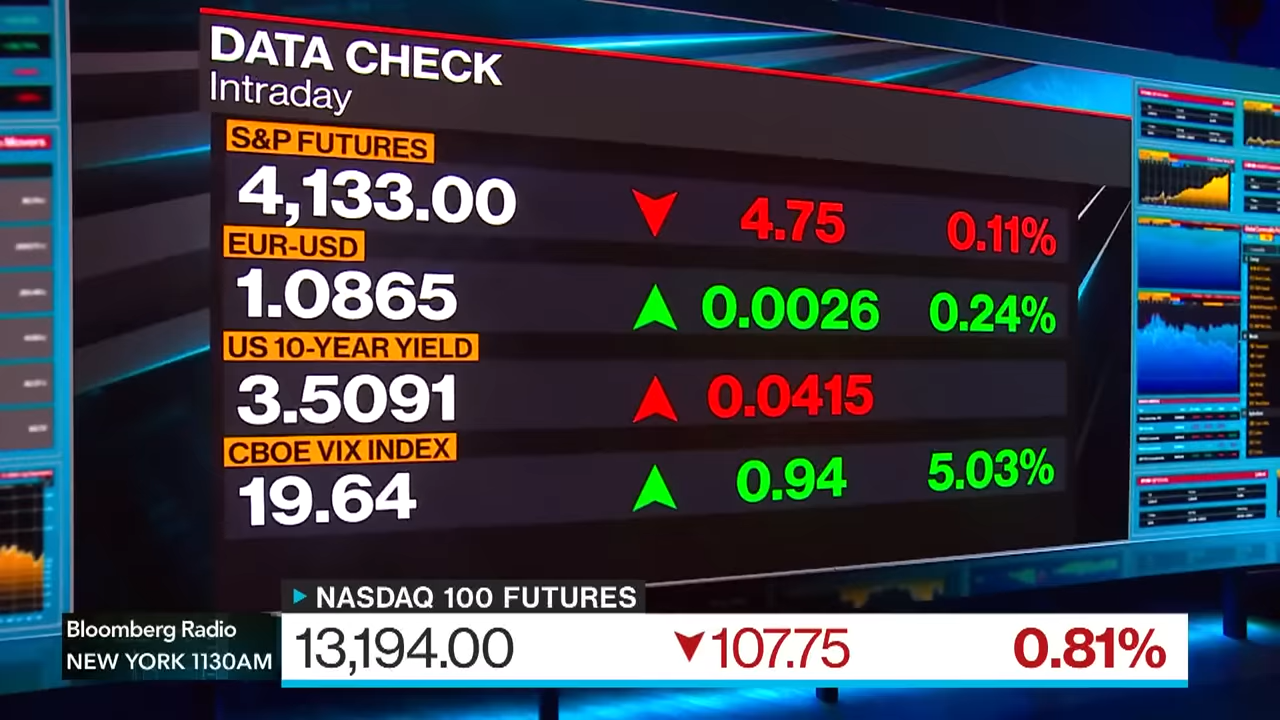 DATA CHECK
Intraday
S&P FUTURES
4,133.00 4.75 0.11%
EUR-USD
1.0865 0.0026 0.24%
US 10-YEAR YIELD
3.5091 0.0415
CBOE VIX INDEX
19.64 0.94 5.03%
NASDAQ 100 FUTURES
Bloomberg Radio
NEW YORK 1130AM
13,194.00 107.75 0.81%